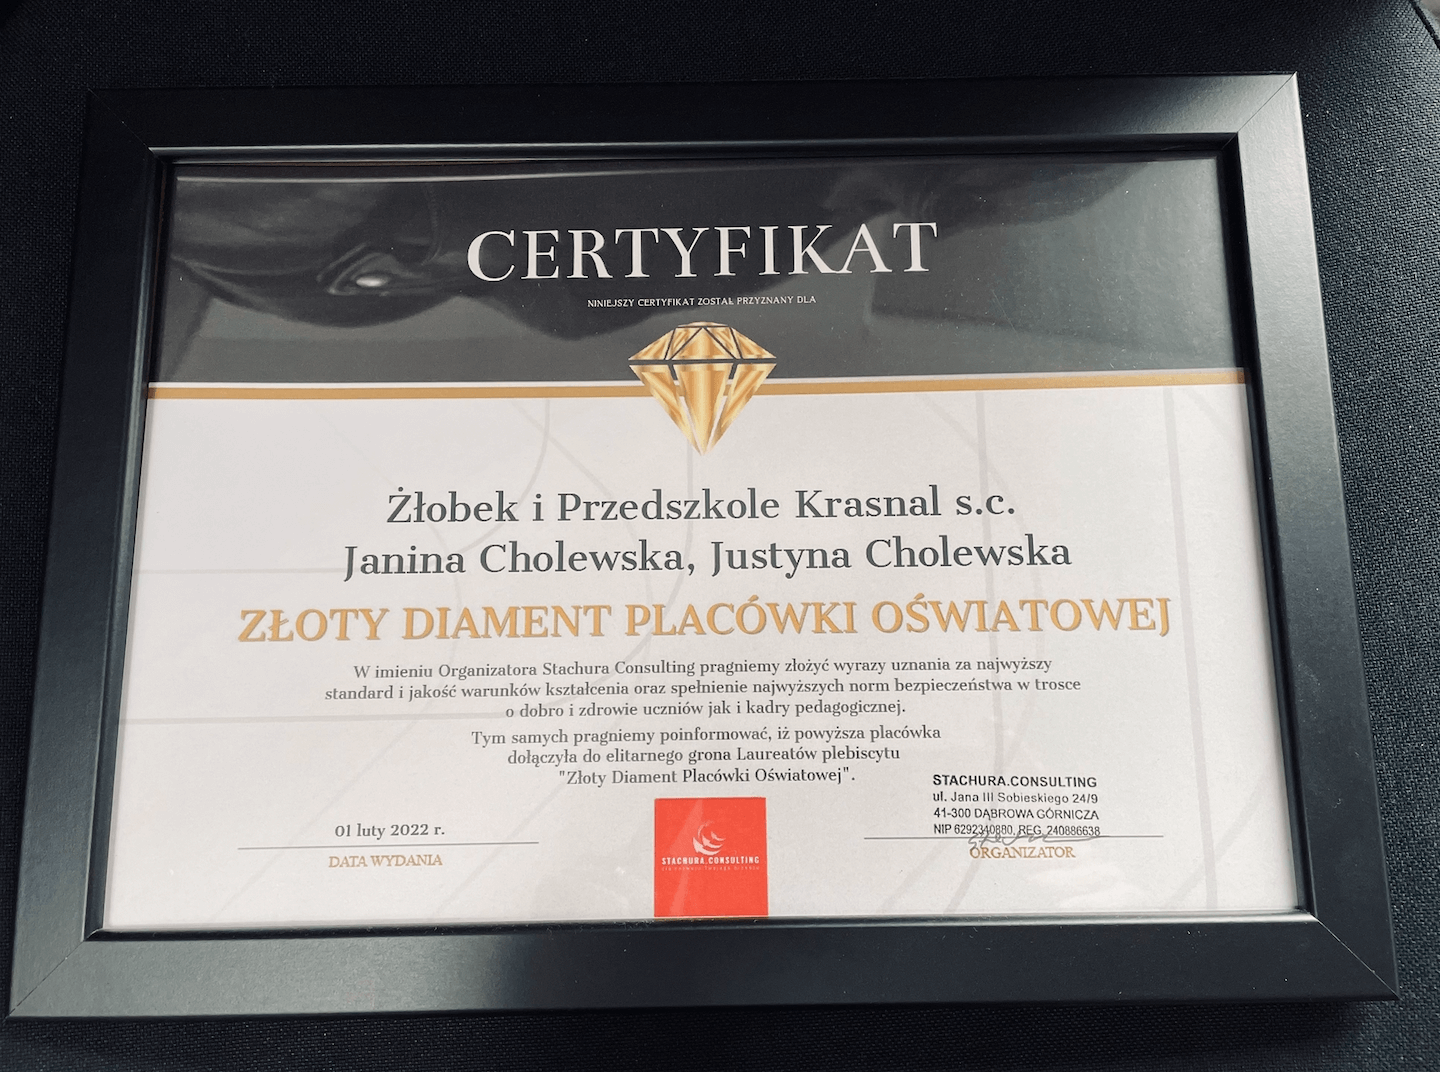 CERTYFIKAT
NINIEJSZY CERTYFIKAT ZOSTAŁ PRZYZNANY DLA
Żłobek i Przedszkole Krasnal s.c.
Janina Cholewska, Justyna Cholewska
ZŁOTY DIAMENT PLACÓWKI OŚWIATOWEJ
W imieniu Organizatora Stachura Consulting pragniemy złożyć wyrazy uznania za najwyższy
standard i jakość warunków kształcenia oraz spełnienie najwyższych norm bezpieczeństwa w trosce
o dobro i zdrowie uczniów jak i kadry pedagogicznej.
Tym samych pragniemy poinformować, iż powyższa placówka
dołączyła do elitarnego grona Laureatów plebiscytu
"Złoty Diament Placówki Oświatowej".
STACHURA.CONSULTING
ul. Jana III Sobieskiego 24/9
41-300 DĄBROWA GÓRNICZA
NIP 6292340880, REG. 240886638
ORGANIZATOR
01 luty 2022 r.
DATA WYDANIA
STACHURA.CONSULTING